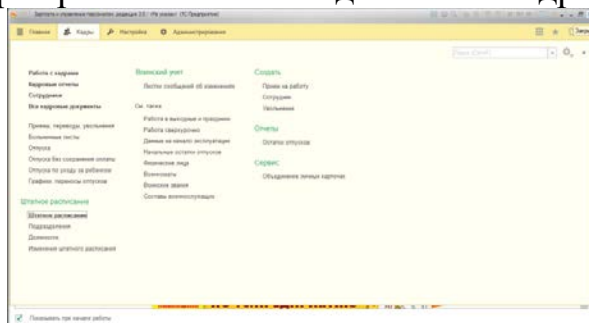 Зарплата и управление персоналом, редакция 3.0 / (1С:Предприятие)
Главное Кадры Настройка Администрирование
Поиск (Ctrl+F)
Работа с кадрами
Кадровые отчеты
Сотрудники
Все кадровые документы
Приемы, переводы, увольнения
Больничные листы
Отпуска
Отпуска без сохранения оплаты
Отпуска по уходу за ребенком
Графики, переносы отпусков
Штатное расписание
Штатное расписание
Подразделения
Должности
Изменения штатного расписания
Воинский учет
Листки сообщений об изменениях
См. также
Работа в выходные и праздники
Работа сверхурочно
Данные на начало эксплуатации
Начальные остатки отпусков
Физические лица
Военкоматы
Воинские звания
Составы военнослужащих
Создать
Прием на работу
Сотрудник
Увольнение
Отчеты
Остатки отпусков
Сервис
Объединение личных карточек
Показывать при начале работы